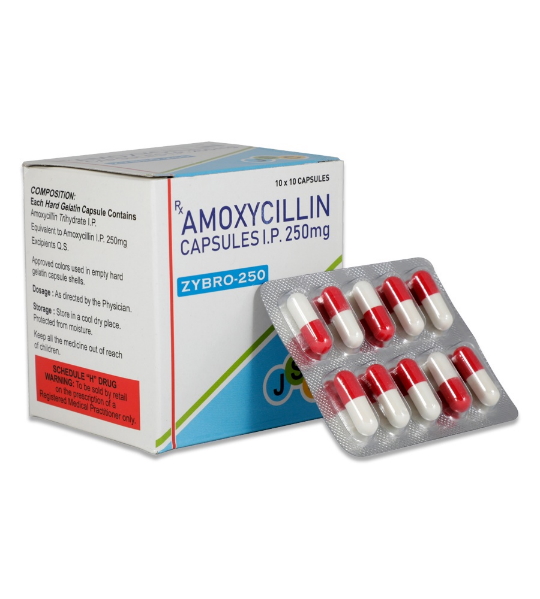 COMPOSITION:
Each Hard Gelatin Capsule Contains
Amoxycillin Trihydrate I.P.
Equivalent to Amoxycillin I.P. 250mg
Excipients Q.S.
Approved colors used in empty hard
gelatin capsule shells.
Dosage : As directed by the Physician.
Storage : Store in a cool dry place.
Protected from moisture.
Keep all the medicine out of reach
of children.
SCHEDULE "H" DRUG
WARNING: To be sold by retail
on the prescription of a
Registered Medical Practitioner only.
10 x 10 CAPSULES
Rx
AMOXYCILLIN
CAPSULES I.P. 250mg
ZYBRO-250
J S